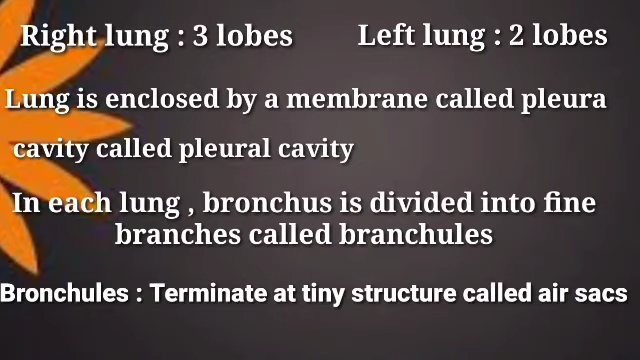 Right lung : 3 lobes Left lung : 2 lobes
Lung is enclosed by a membrane called pleura
cavity called pleural cavity
In each lung , bronchus is divided into fine
branches called branchules
Bronchules : Terminate at tiny structure called air sacs